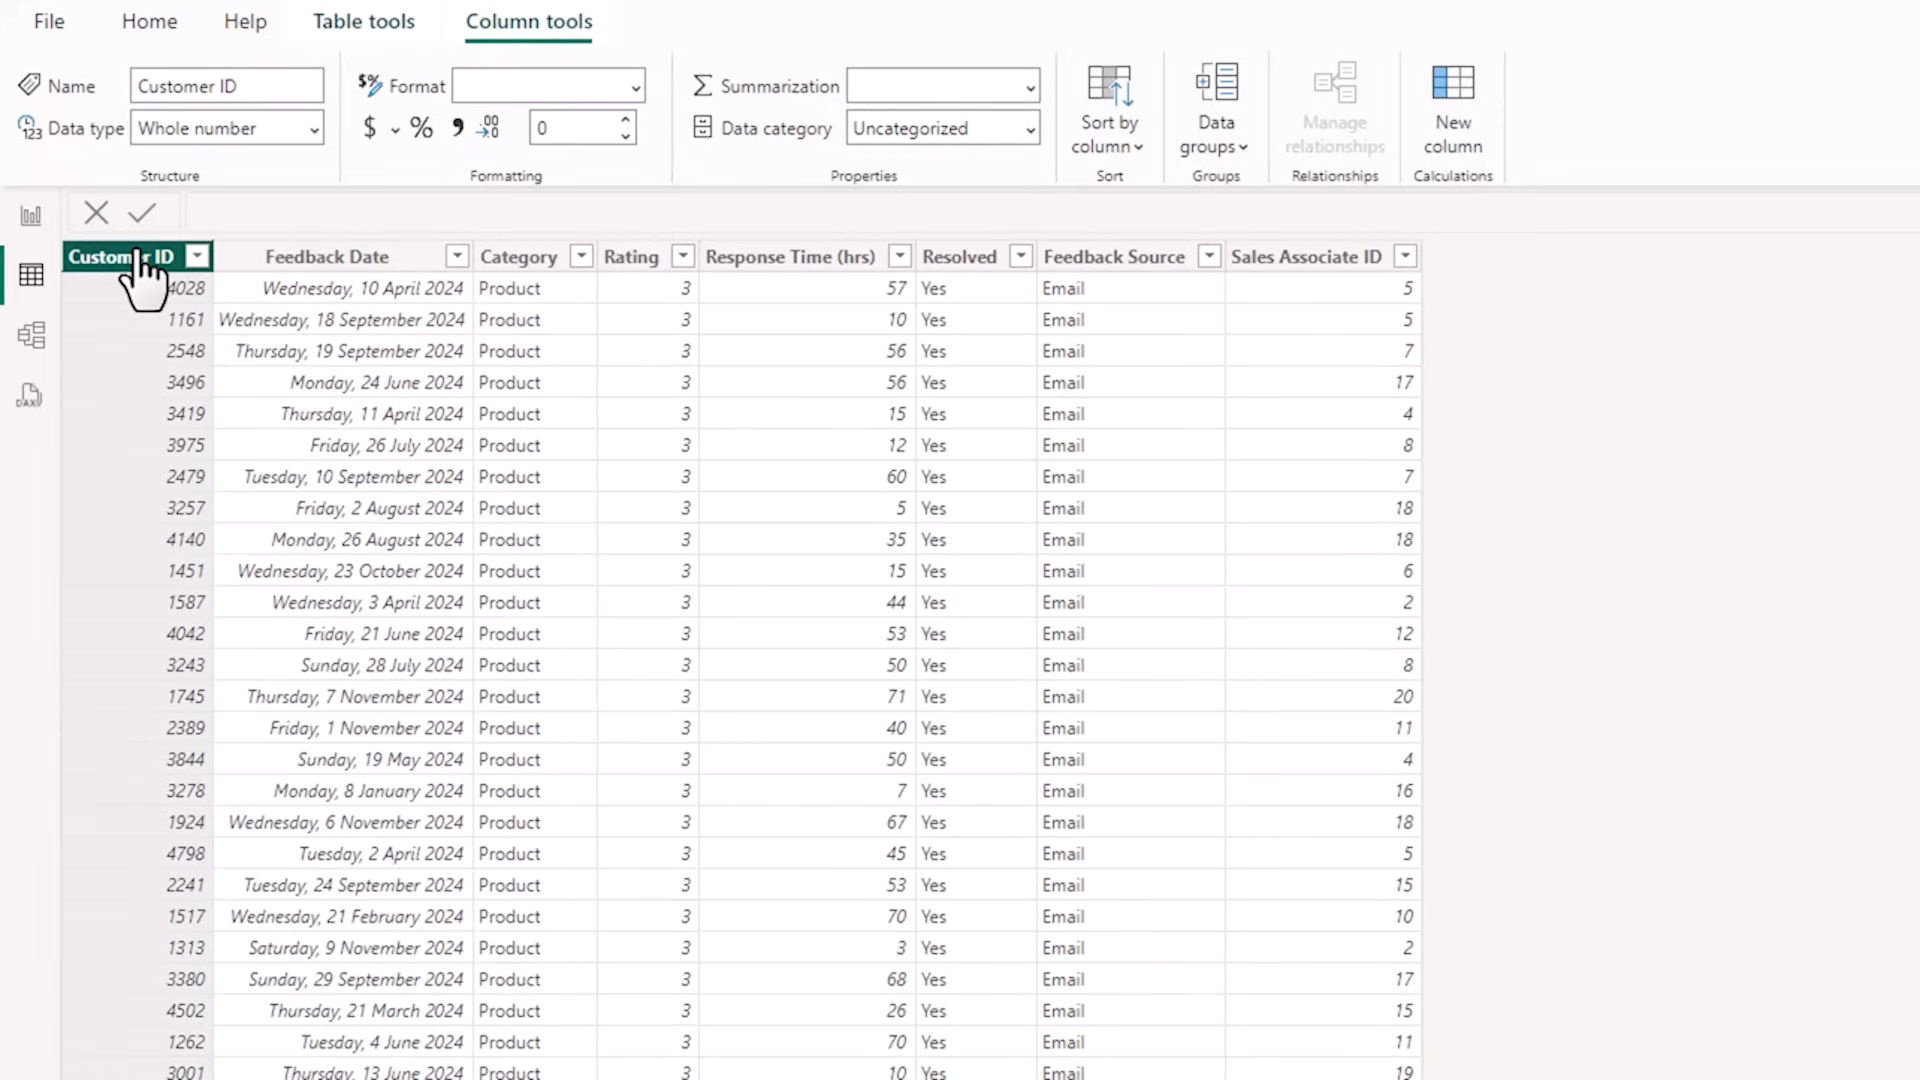 File Home Help Table tools Column tools
Name Customer ID Format Summarization
Data type Whole number $ % 0 Data category Uncategorized
Sort by column Data groups Manage relationships New column
Structure Formatting Properties Sort Groups Relationships Calculations
Customer ID Feedback Date Category Rating Response Time (hrs) Resolved Feedback Source Sales Associate ID
4028 Wednesday, 10 April 2024 Product 3 57 Yes Email 5
1161 Wednesday, 18 September 2024 Product 3 10 Yes Email 5
2548 Thursday, 19 September 2024 Product 3 56 Yes Email 7
3496 Monday, 24 June 2024 Product 3 56 Yes Email 17
3419 Thursday, 11 April 2024 Product 3 15 Yes Email 4
3975 Friday, 26 July 2024 Product 3 12 Yes Email 8
2479 Tuesday, 10 September 2024 Product 3 60 Yes Email 7
3257 Friday, 2 August 2024 Product 3 5 Yes Email 18
4140 Monday, 26 August 2024 Product 3 35 Yes Email 18
1451 Wednesday, 23 October 2024 Product 3 15 Yes Email 6
1587 Wednesday, 3 April 2024 Product 3 44 Yes Email 2
4042 Friday, 21 June 2024 Product 3 53 Yes Email 12
3243 Sunday, 28 July 2024 Product 3 50 Yes Email 8
1745 Thursday, 7 November 2024 Product 3 71 Yes Email 20
2389 Friday, 1 November 2024 Product 3 40 Yes Email 11
3844 Sunday, 19 May 2024 Product 3 50 Yes Email 4
3278 Monday, 8 January 2024 Product 3 7 Yes Email 16
1924 Wednesday, 6 November 2024 Product 3 67 Yes Email 18
4798 Tuesday, 2 April 2024 Product 3 45 Yes Email 5
2241 Tuesday, 24 September 2024 Product 3 53 Yes Email 15
1517 Wednesday, 21 February 2024 Product 3 70 Yes Email 10
1313 Saturday, 9 November 2024 Product 3 3 Yes Email 2
3380 Sunday, 29 September 2024 Product 3 68 Yes Email 17
4502 Thursday, 21 March 2024 Product 3 26 Yes Email 15
1262 Tuesday, 4 June 2024 Product 3 70 Yes Email 11
3001 Thursday, 13 June 2024 Product 3 10 Yes Email 19